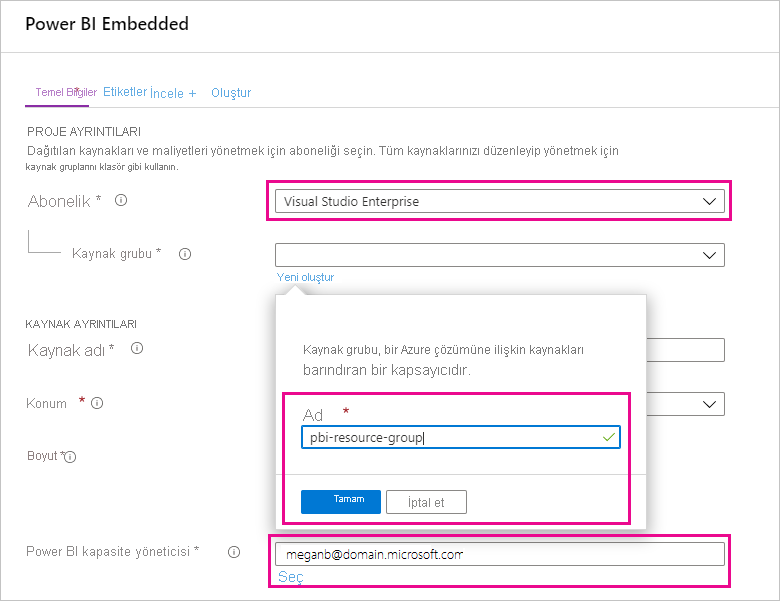 Power BI Embedded
Temel Bilgiler * Etiketler İncele + Oluştur
PROJE AYRINTILARI
Dağıtılan kaynakları ve maliyetleri yönetmek için aboneliği seçin. Tüm kaynaklarınızı düzenleyip yönetmek için
kaynak gruplarını klasör gibi kullanın.
Abonelik *
Visual Studio Enterprise
Kaynak grubu *
Yeni oluştur
Kaynak grubu, bir Azure çözümüne ilişkin kaynakları
barındıran bir kapsayıcıdır.
Ad *
pbi-resource-group
Tamam İptal et
KAYNAK AYRINTILARI
Kaynak adı *
Konum *
Boyut *
Power BI kapasite yöneticisi *
meganb@domain.microsoft.com
Seç